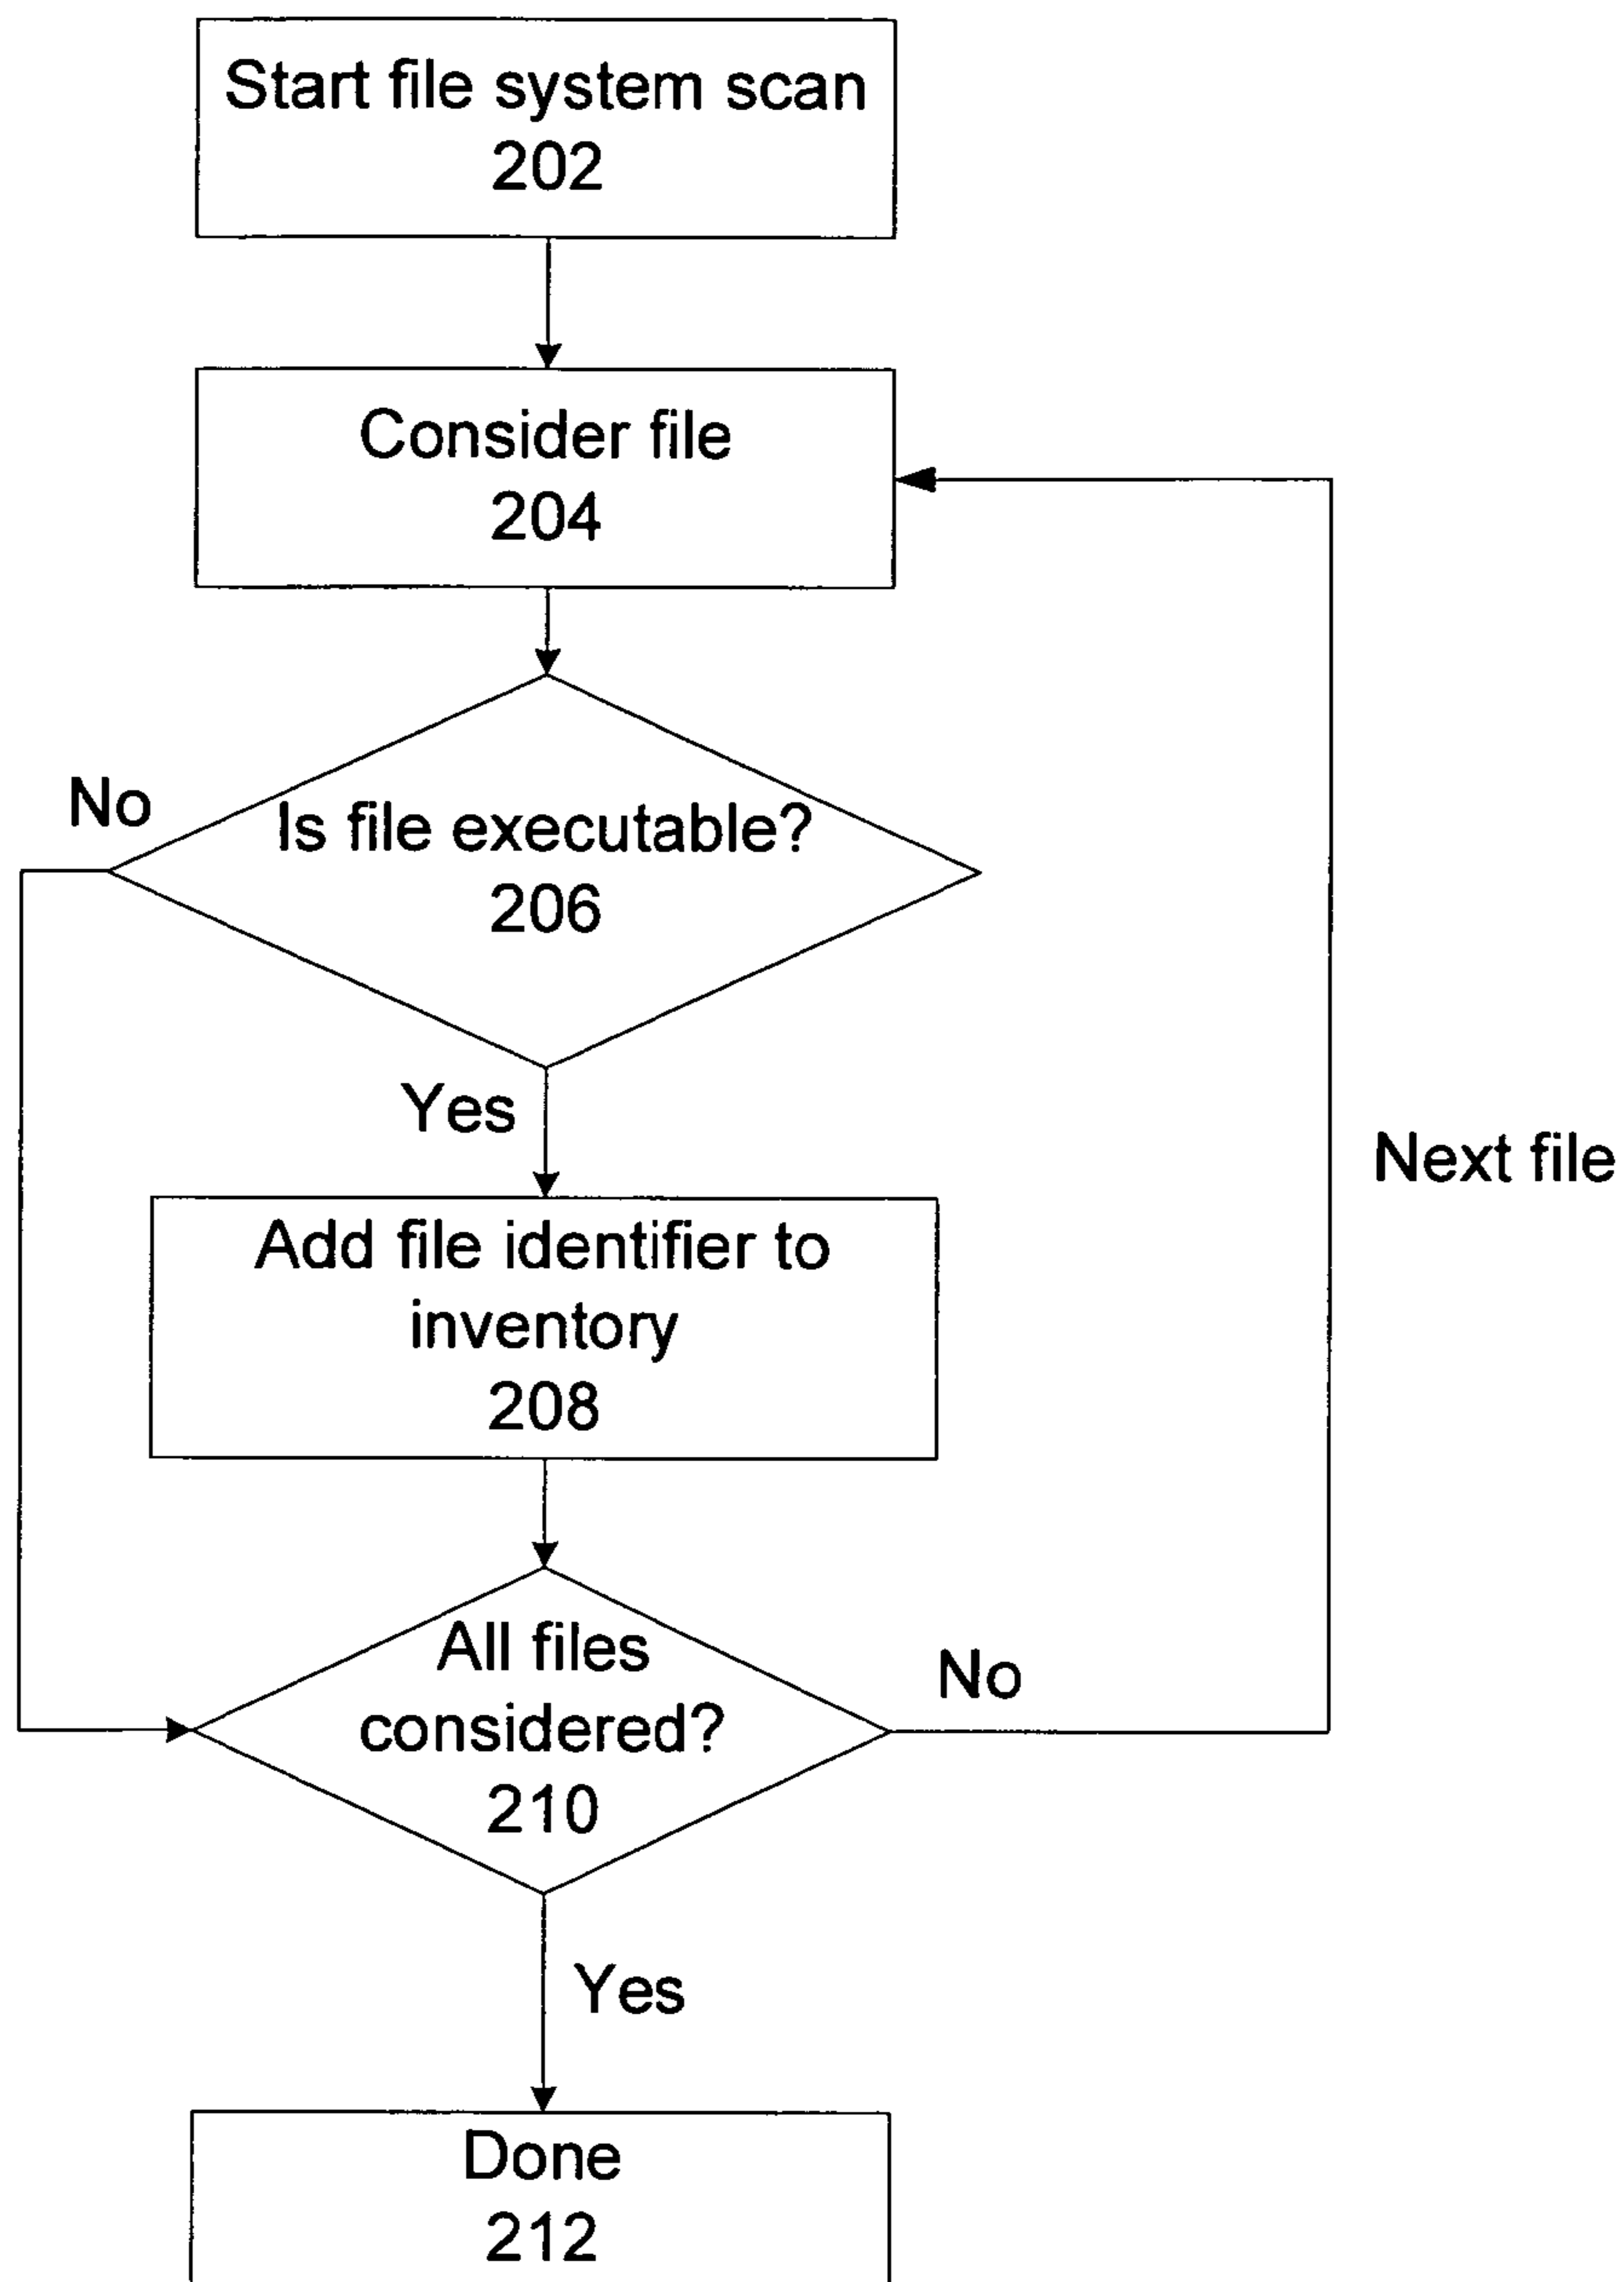 Start file system scan
202
Consider file
204
No
Is file executable?
206
Yes
Next file
Add file identifier to
inventory
208
All files
considered?
210
No
Yes
Done
212